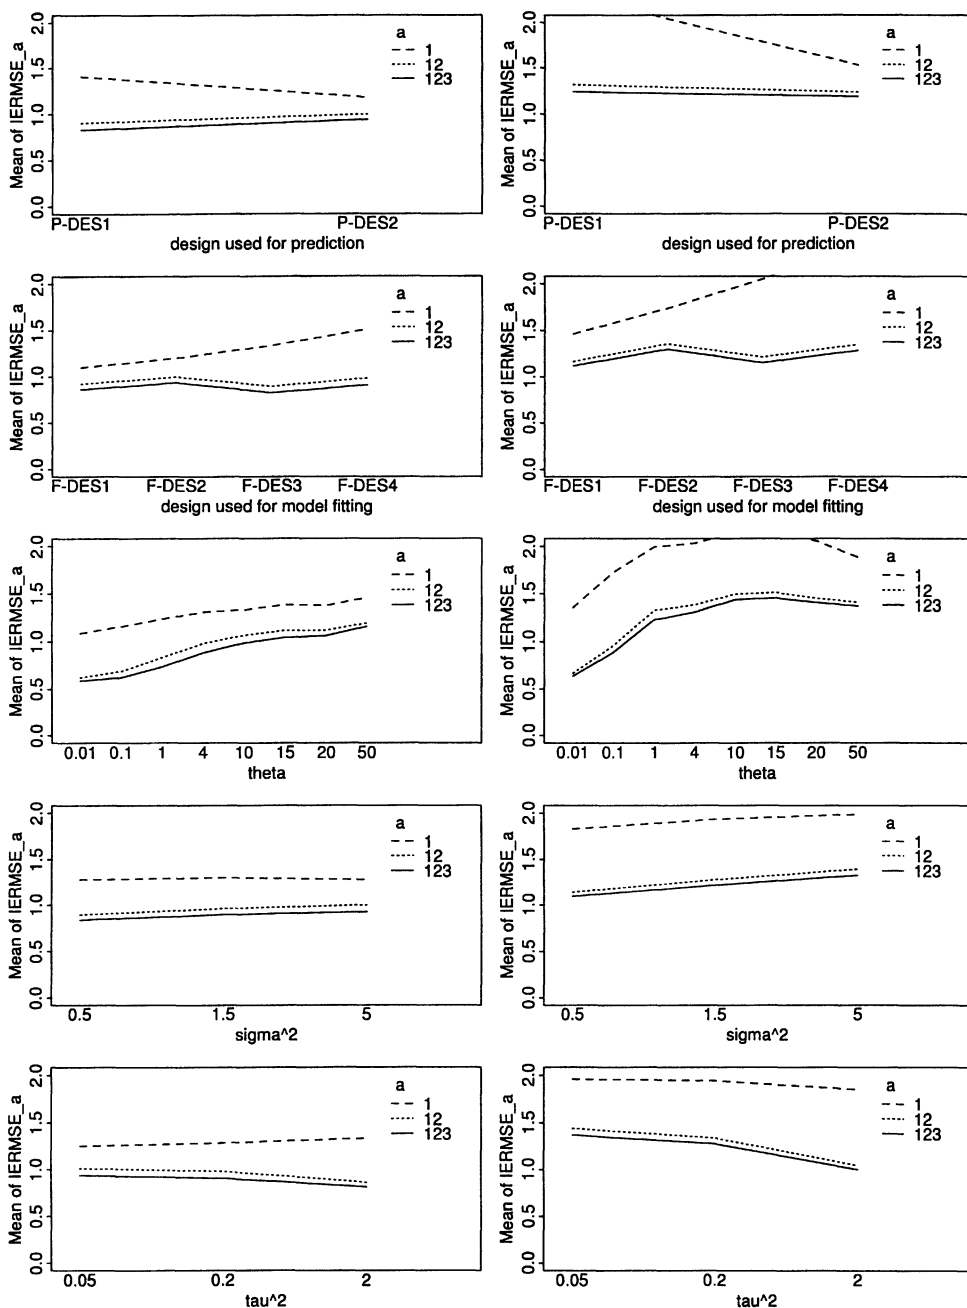 Mean of IERMSE_a
2.0
1.5
1.0
0.5
0.0
a
1
12
123
P-DES1 P-DES2
design used for prediction
Mean of IERMSE_a
2.0
1.5
1.0
0.5
0.0
a
1
12
123
P-DES1 P-DES2
design used for prediction
Mean of IERMSE_a
2.0
1.5
1.0
0.5
0.0
a
1
12
123
F-DES1 F-DES2 F-DES3 F-DES4
design used for model fitting
Mean of IERMSE_a
2.0
1.5
1.0
0.5
0.0
a
1
12
123
F-DES1 F-DES2 F-DES3 F-DES4
design used for model fitting
Mean of IERMSE_a
2.0
1.5
1.0
0.5
0.0
a
1
12
123
0.01 0.1 1 4 10 15 20 50
theta
Mean of IERMSE_a
2.0
1.5
1.0
0.5
0.0
a
1
12
123
0.01 0.1 1 4 10 15 20 50
theta
Mean of IERMSE_a
2.0
1.5
1.0
0.5
0.0
a
1
12
123
0.5 1.5 5
sigma^2
Mean of IERMSE_a
2.0
1.5
1.0
0.5
0.0
a
1
12
123
0.5 1.5 5
sigma^2
Mean of IERMSE_a
2.0
1.5
1.0
0.5
0.0
a
1
12
123
0.05 0.2 2
tau^2
Mean of IERMSE_a
2.0
1.5
1.0
0.5
0.0
a
1
12
123
0.05 0.2 2
tau^2